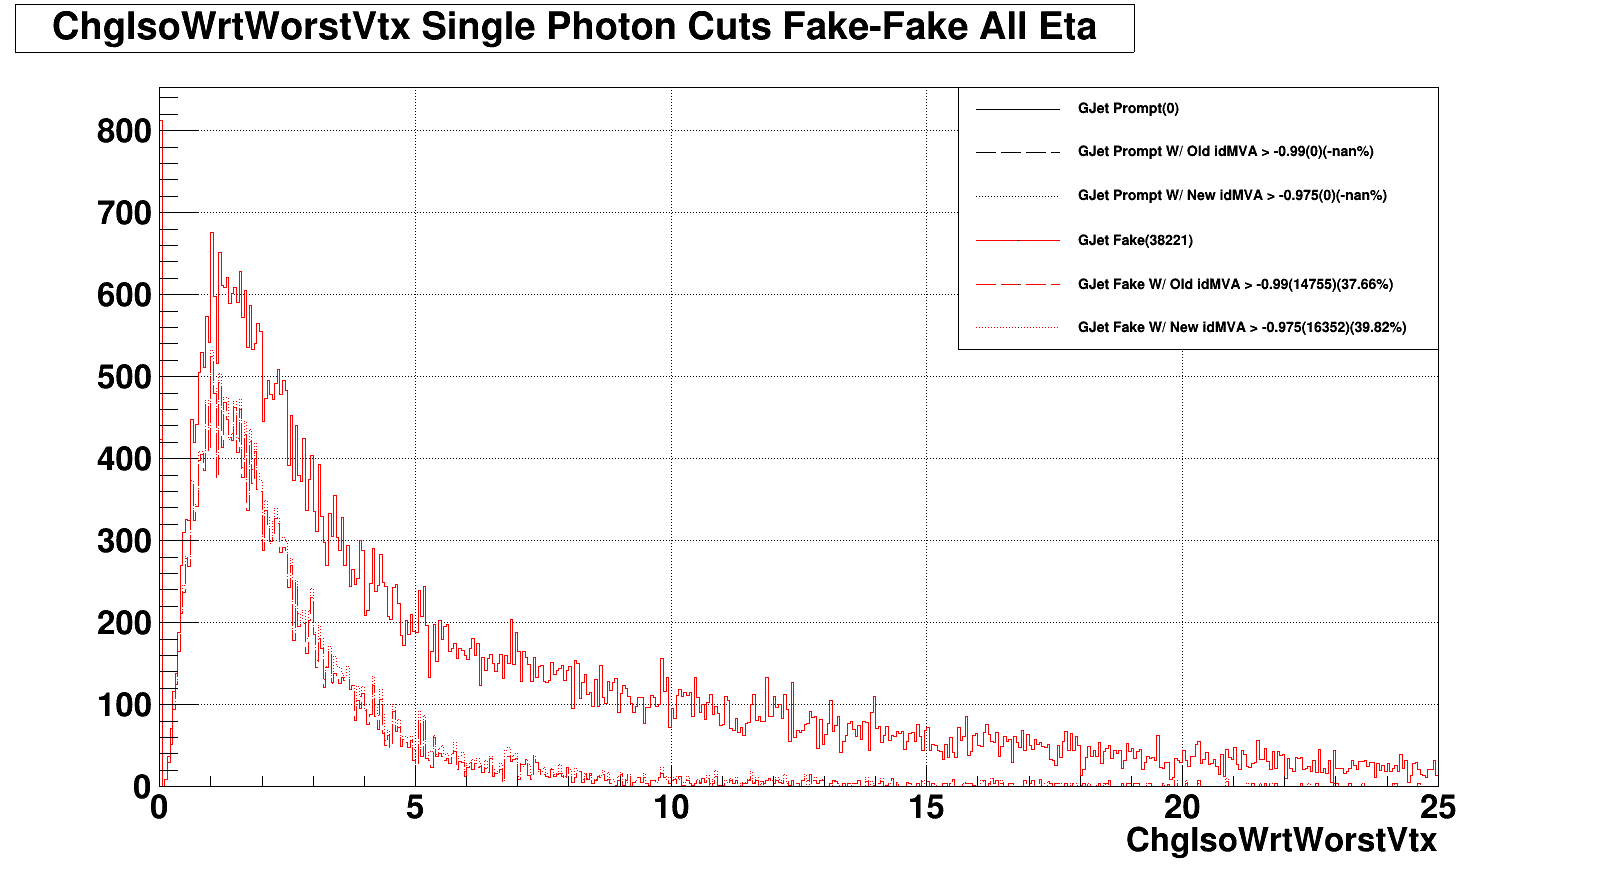 ChgIsoWrtWorstVtx Single Photon Cuts Fake-Fake All Eta
GJet Prompt(0)
GJet Prompt W/ Old idMVA > -0.99(0)(-nan%)
GJet Prompt W/ New idMVA > -0.975(0)(-nan%)
GJet Fake(38221)
GJet Fake W/ Old idMVA > -0.99(14755)(37.66%)
GJet Fake W/ New idMVA > -0.975(16352)(39.82%)
800
700
600
500
400
300
200
100
0
0 5 10 15 20 25
ChgIsoWrtWorstVtx